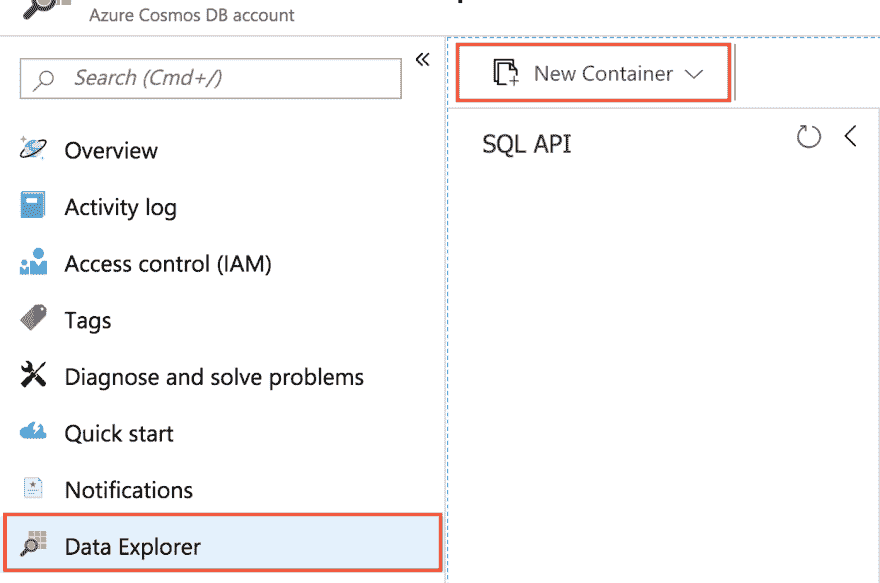 Azure Cosmos DB account
Search (Cmd+/)
«
Overview
Activity log
Access control (IAM)
Tags
Diagnose and solve problems
Quick start
Notifications
Data Explorer
New Container
SQL API